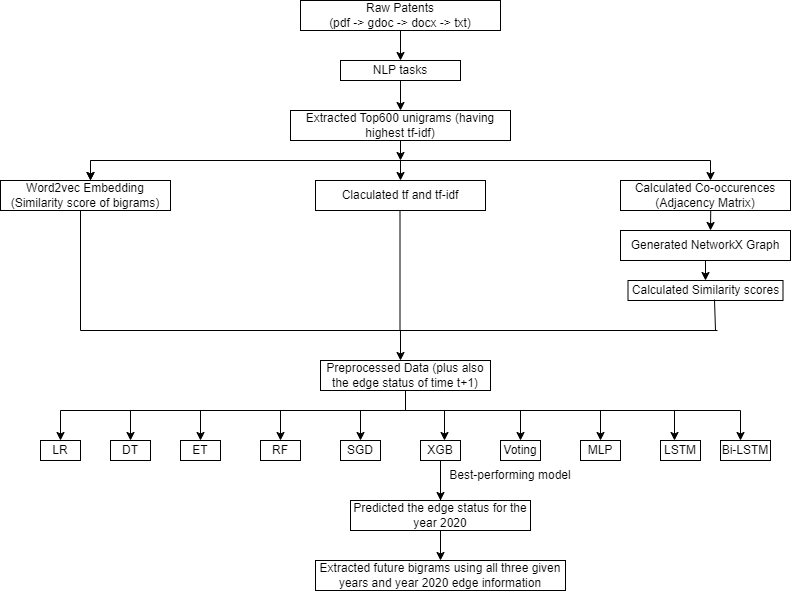 Raw Patents
(pdf -> gdoc -> docx -> txt)
NLP tasks
Extracted Top600 unigrams (having
highest tf-idf)
Word2vec Embedding
(Similarity score of bigrams)
Claculated tf and tf-idf
Calculated Co-occurences
(Adjacency Matrix)
Generated NetworkX Graph
Calculated Similarity scores
Preprocessed Data (plus also
the edge status of time t+1)
LR
DT
ET
RF
SGD
XGB
Voting
MLP
LSTM
Bi-LSTM
Best-performing model
Predicted the edge status for the
year 2020
Extracted future bigrams using all three given
years and year 2020 edge information